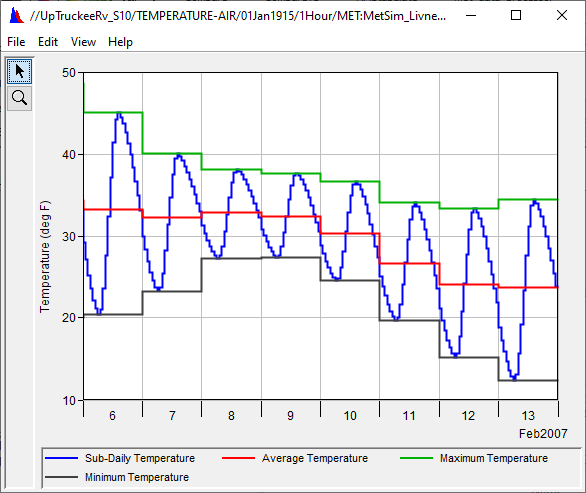 //UpTruckeeRv_S10/TEMPERATURE-AIR/01Jan1915/1Hour/MET:MetSim_Livne...
File Edit View Help
50
40
30
20
10
Temperature (deg F)
6 7 8 9 10 11 12 13
Feb2007
Sub-Daily Temperature Average Temperature Maximum Temperature
Minimum Temperature